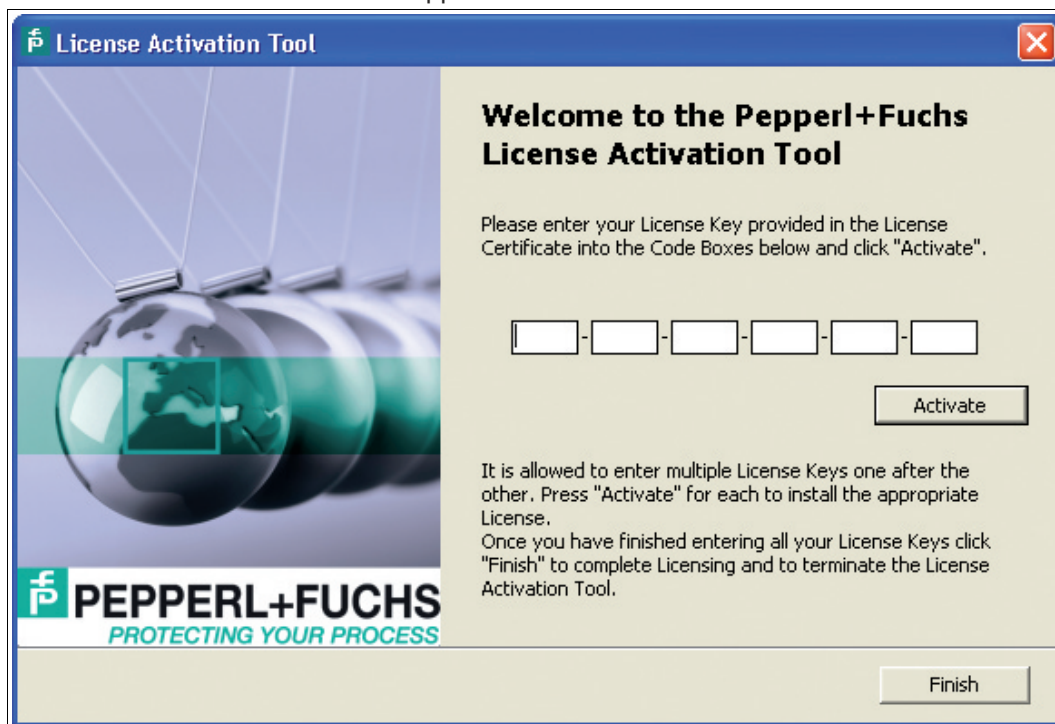 License Activation Tool
Welcome to the Pepperl+Fuchs
License Activation Tool
Please enter your License Key provided in the License
Certificate into the Code Boxes below and click "Activate".
- - - - -
Activate
It is allowed to enter multiple License Keys one after the
other. Press "Activate" for each to install the appropriate
License.
Once you have finished entering all your License Keys click
"Finish" to complete Licensing and to terminate the License
Activation Tool.
PEPPERL+FUCHS
PROTECTING YOUR PROCESS
Finish